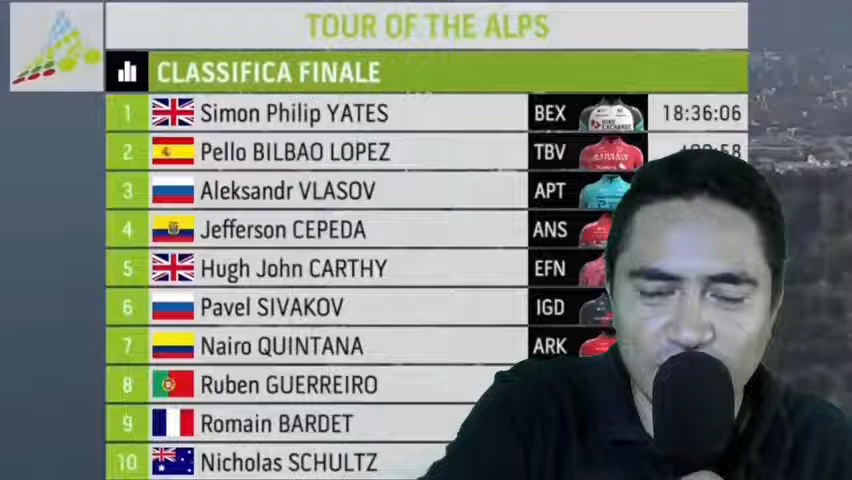 TOUR OF THE ALPS
CLASSIFICA FINALE
1 Simon Philip YATES BEX 18:36:06
2 Pello BILBAO LOPEZ TBV :58
3 Aleksandr VLASOV APT
4 Jefferson CEPEDA ANS
5 Hugh John CARTHY EFN
6 Pavel SIVAKOV IGD
7 Nairo QUINTANA ARK
8 Ruben GUERREIRO
9 Romain BARDET
10 Nicholas SCHULTZ